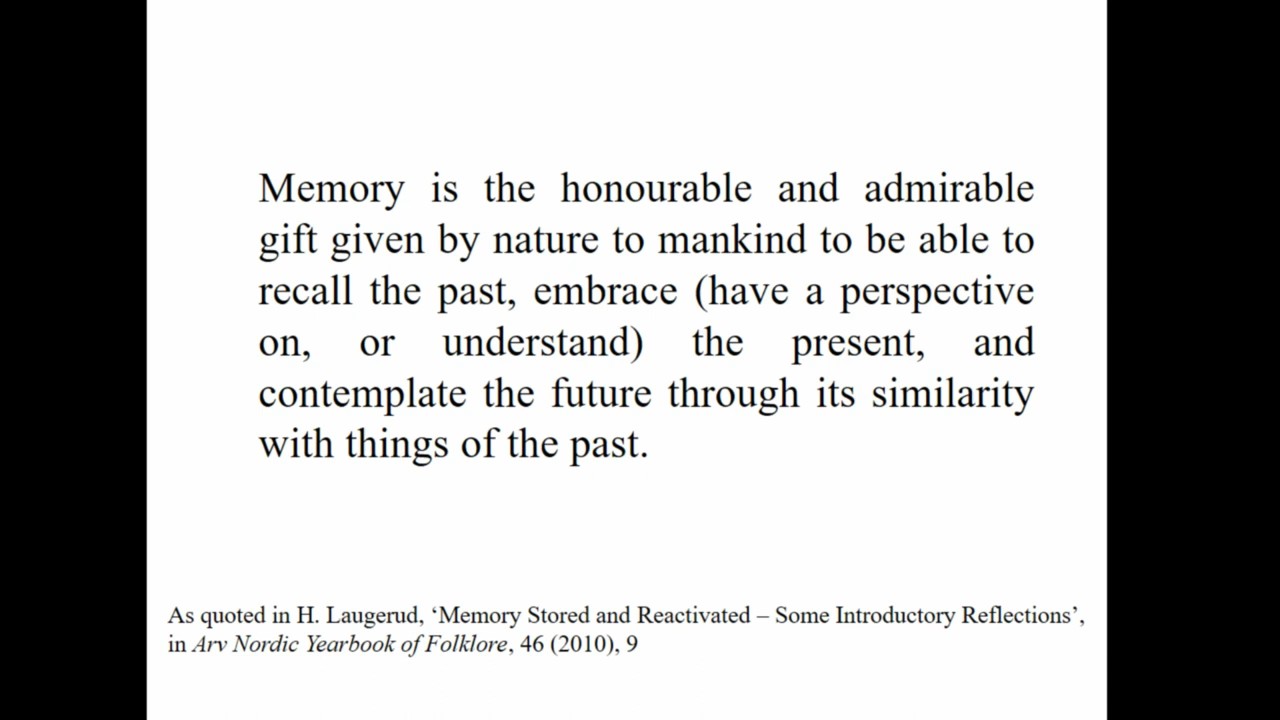 Memory is the honourable and admirable
gift given by nature to mankind to be able to
recall the past, embrace (have a perspective
on, or understand) the present, and
contemplate the future through its similarity
with things of the past.
As quoted in H. Laugerud, ‘Memory Stored and Reactivated – Some Introductory Reflections’,
in Arv Nordic Yearbook of Folklore, 46 (2010), 9